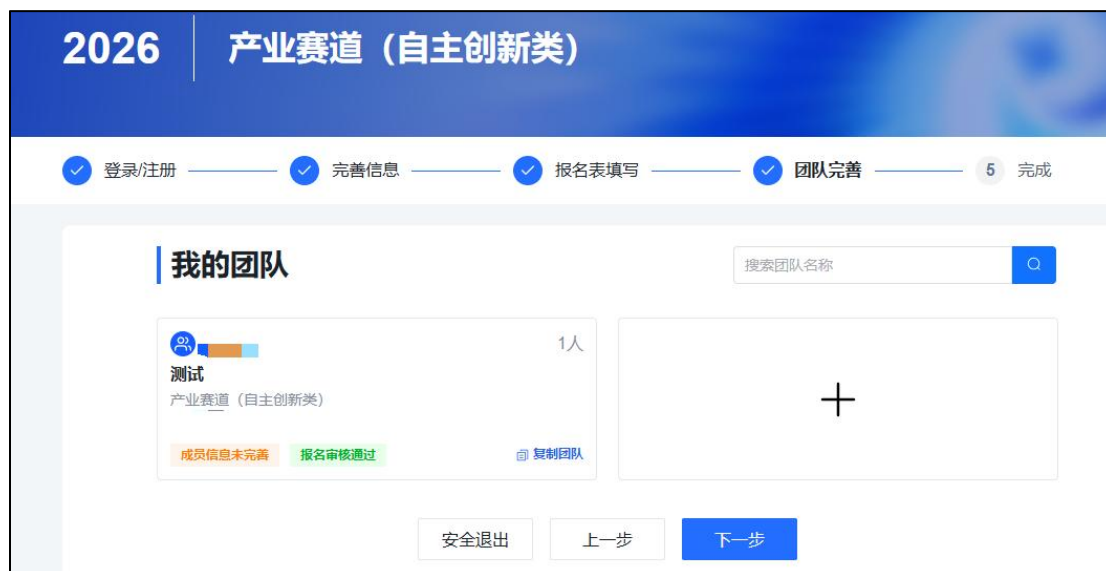 2026 产业赛道（自主创新类）
登录/注册 完善信息 报名表填写 团队完善 5 完成
我的团队 搜索团队名称
1人
测试
产业赛道（自主创新类）
成员信息未完善 报名审核通过 复制团队
安全退出 上一步 下一步